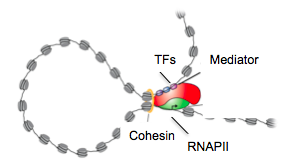 TFs
Mediator
Cohesin
RNAPII